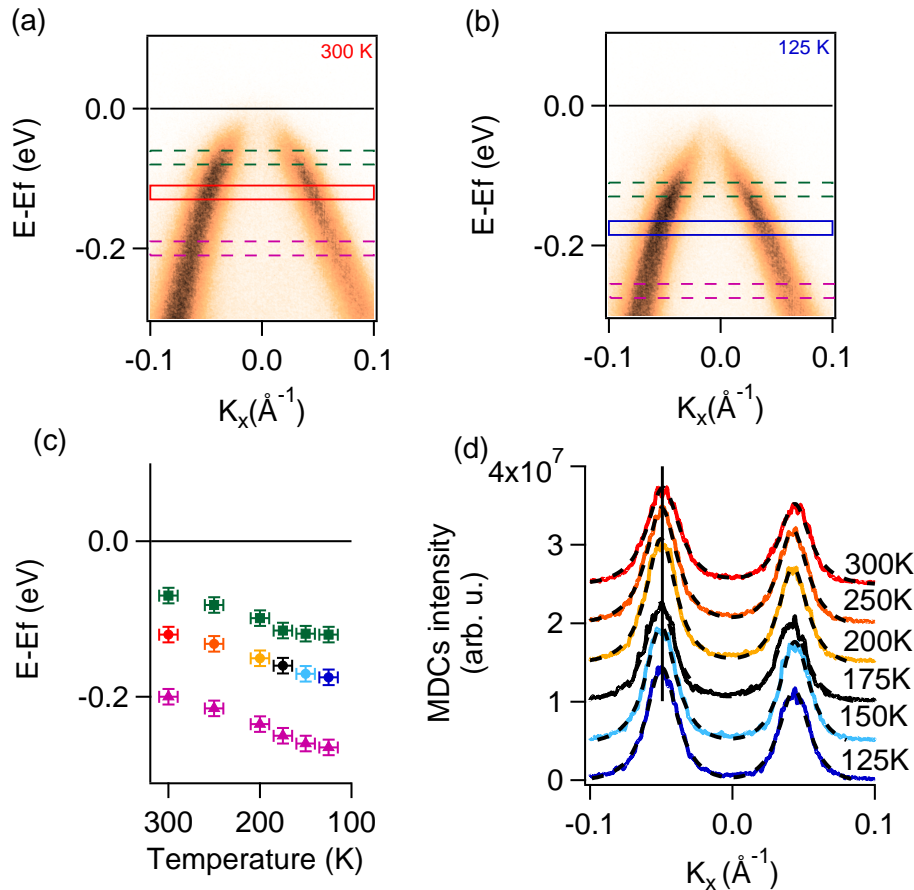 (a)
300 K
0.0
-0.2
E-Ef (eV)
-0.1
0.0
0.1
Kx(Å-1)
(b)
125 K
0.0
-0.2
E-Ef (eV)
-0.1
0.0
0.1
Kx(Å-1)
(c)
0.0
-0.2
E-Ef (eV)
300
200
100
Temperature (K)
(d)
4x10^7
3
2
1
0
MDCs intensity
(arb. u.)
300K
250K
200K
175K
150K
125K
-0.1
0.0
0.1
Kx(Å-1)